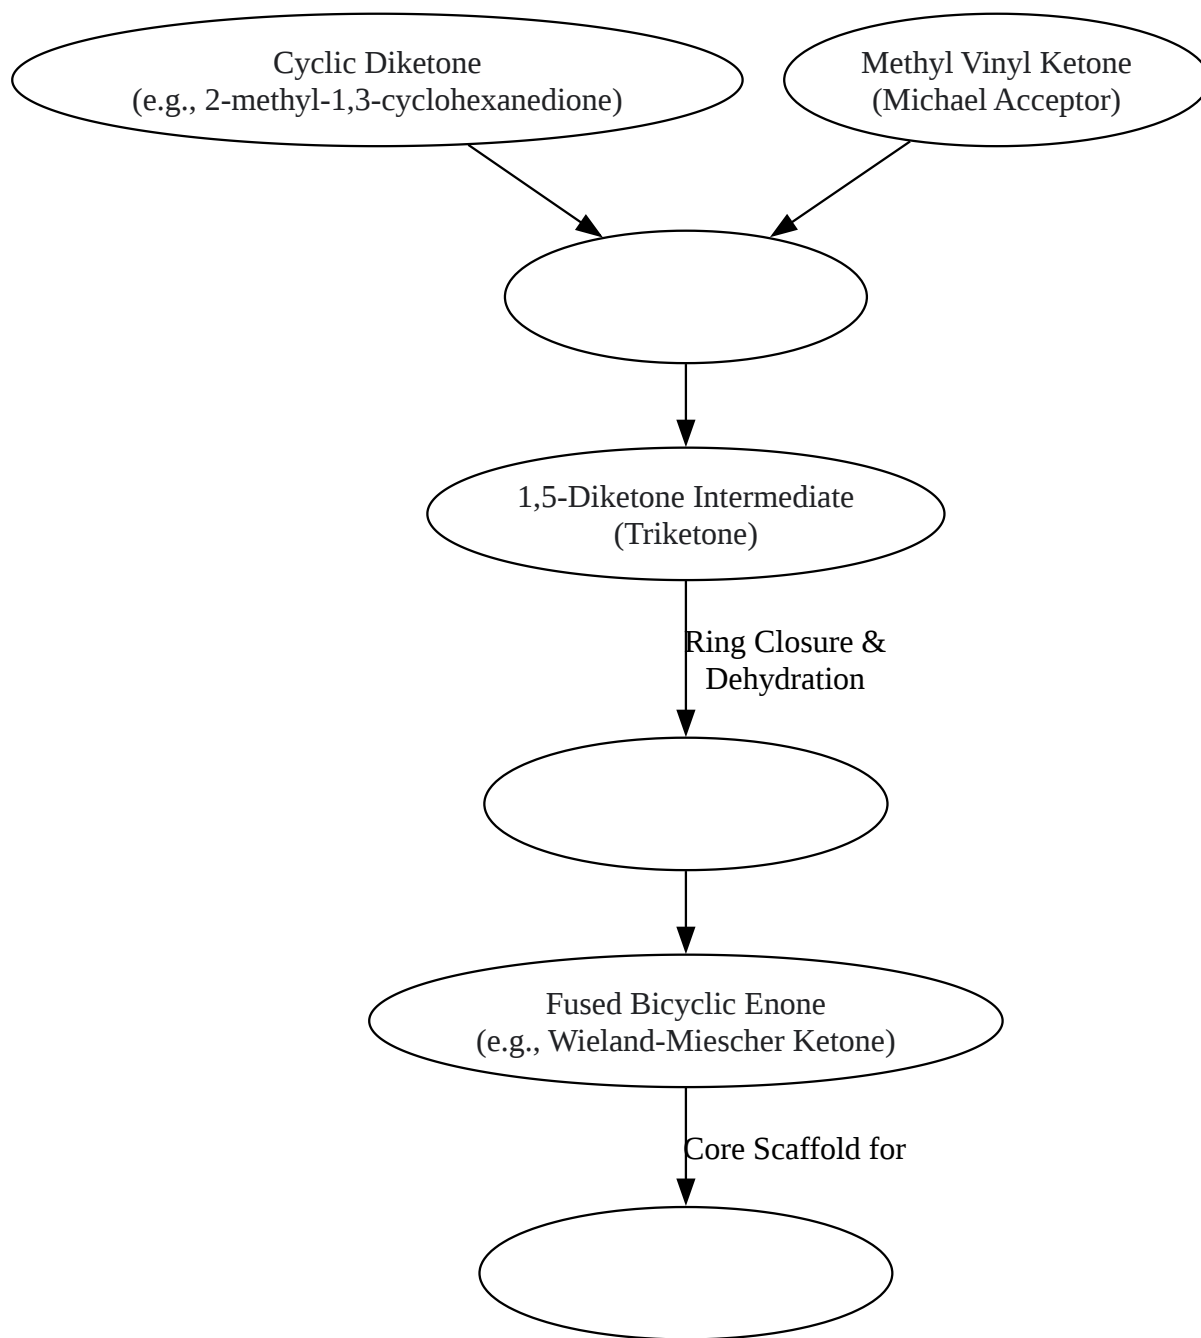 Cyclic Diketone
(e.g., 2-methyl-1,3-cyclohexanedione)
Methyl Vinyl Ketone
(Michael Acceptor)
1,5-Diketone Intermediate
(Triketone)
Ring Closure &
Dehydration
Fused Bicyclic Enone
(e.g., Wieland-Miescher Ketone)
Core Scaffold for